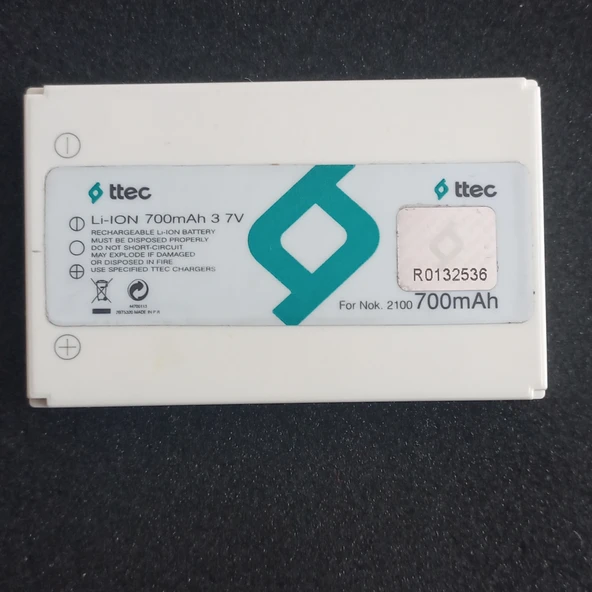 ttec
Li-ION 700mAh 3 7V
RECHARGEABLE Li-ION BATTERY
MUST BE DISPOSED PROPERLY
DO NOT SHORT-CIRCUIT
MAY EXPLODE IF DAMAGED
OR DISPOSED IN FIRE
USE SPECIFIED TTEC CHARGERS
ttec
R0132536
For Nok. 2100 700mAh